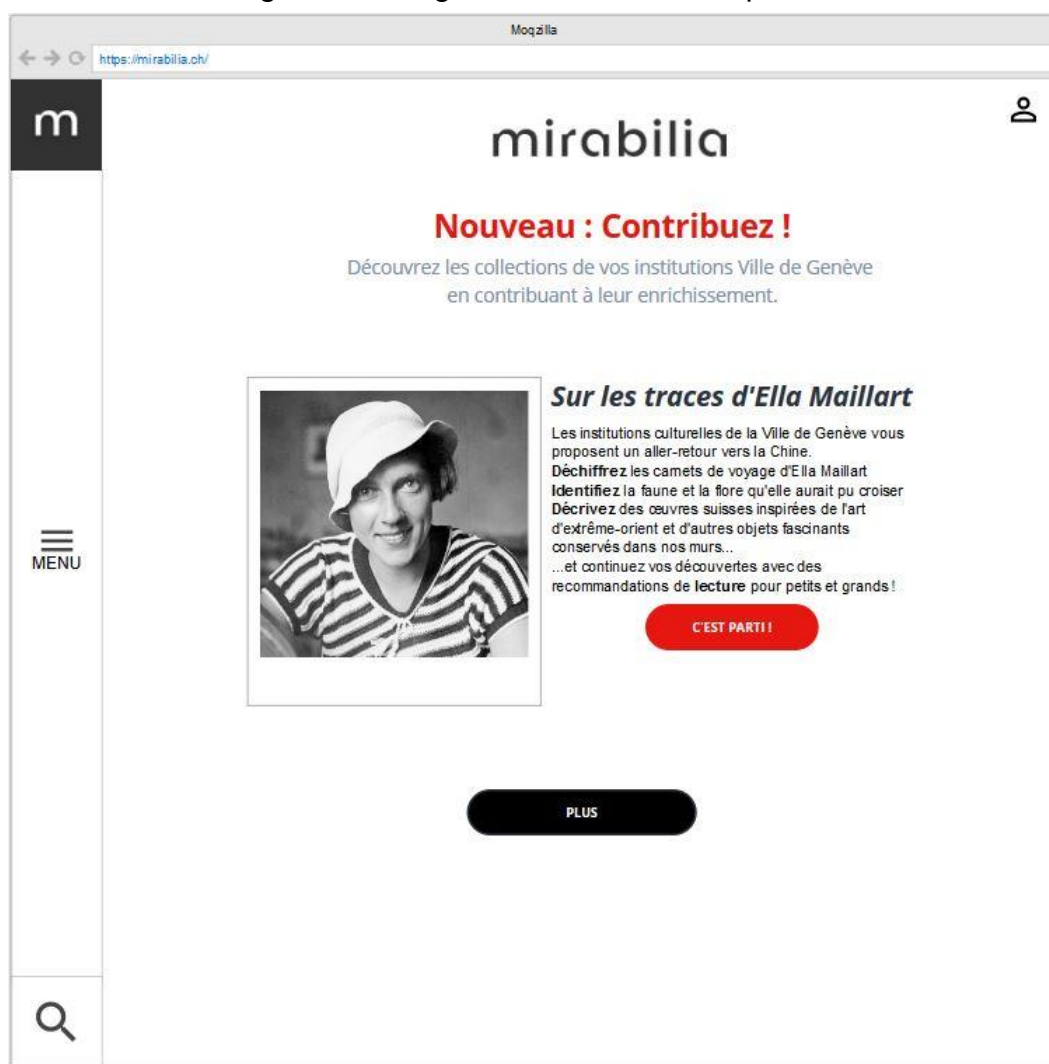 Moqzilla
https://mirabilia.ch/
m
mirabilia
Nouveau : Contribuez !
Découvrez les collections de vos institutions Ville de Genève
en contribuant à leur enrichissement.
Sur les traces d'Ella Maillart
Les institutions culturelles de la Ville de Genève vous
proposent un aller-retour vers la Chine.
Déchiffrez les carnets de voyage d'Ella Maillart
Identifiez la faune et la flore qu'elle aurait pu croiser
Décrivez des œuvres suisses inspirées de l'art
d'extrême-orient et d'autres objets fascinants
conservés dans nos murs...
...et continuez vos découvertes avec des
recommandations de lecture pour petits et grands !
C'EST PARTI !
MENU
PLUS